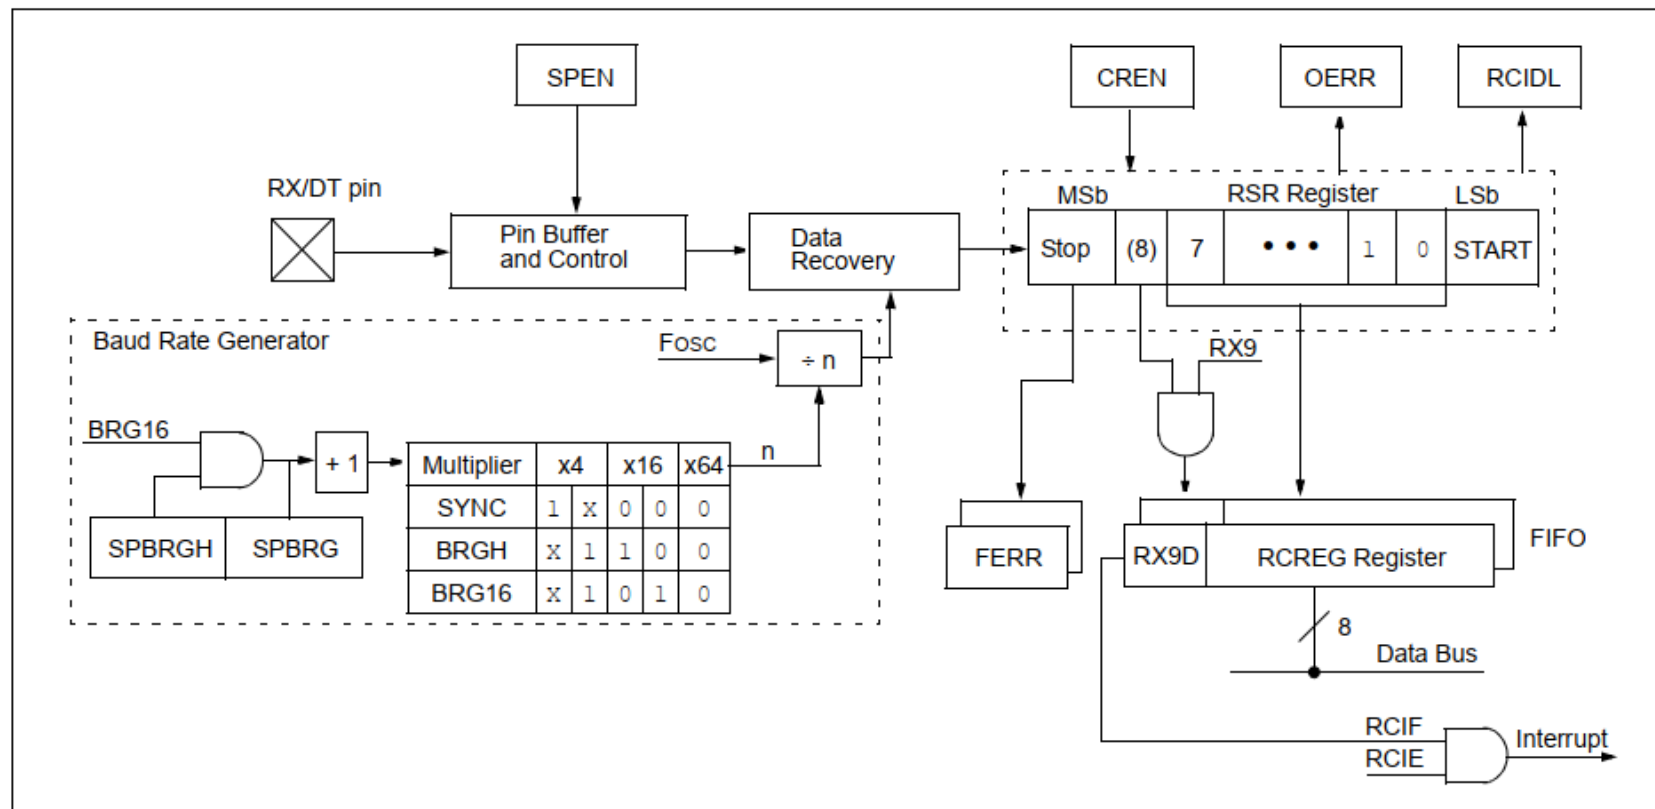 SPEN
CREN
OERR
RCIDL
RX/DT pin
MSb
RSR Register
LSb
Pin Buffer
and Control
Data
Recovery
Stop (8) 7 • • • 1 0 START
Baud Rate Generator
FOSC
÷ n
RX9
BRG16
+ 1
n
Multiplier x4 x16 x64
SYNC 1 X 0 0 0
BRGH X 1 1 0 0
BRG16 X 1 0 1 0
SPBRGH SPBRG
FERR
RX9D RCREG Register
FIFO
8
Data Bus
RCIF
RCIE
Interrupt